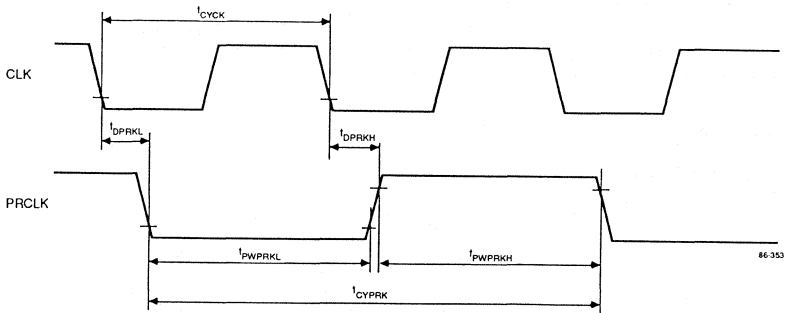 tCYCK
CLK
tDPRKL
tDPRKH
PRCLK
tPWPRKL
tPWPRKH
86-353
tCYPRK